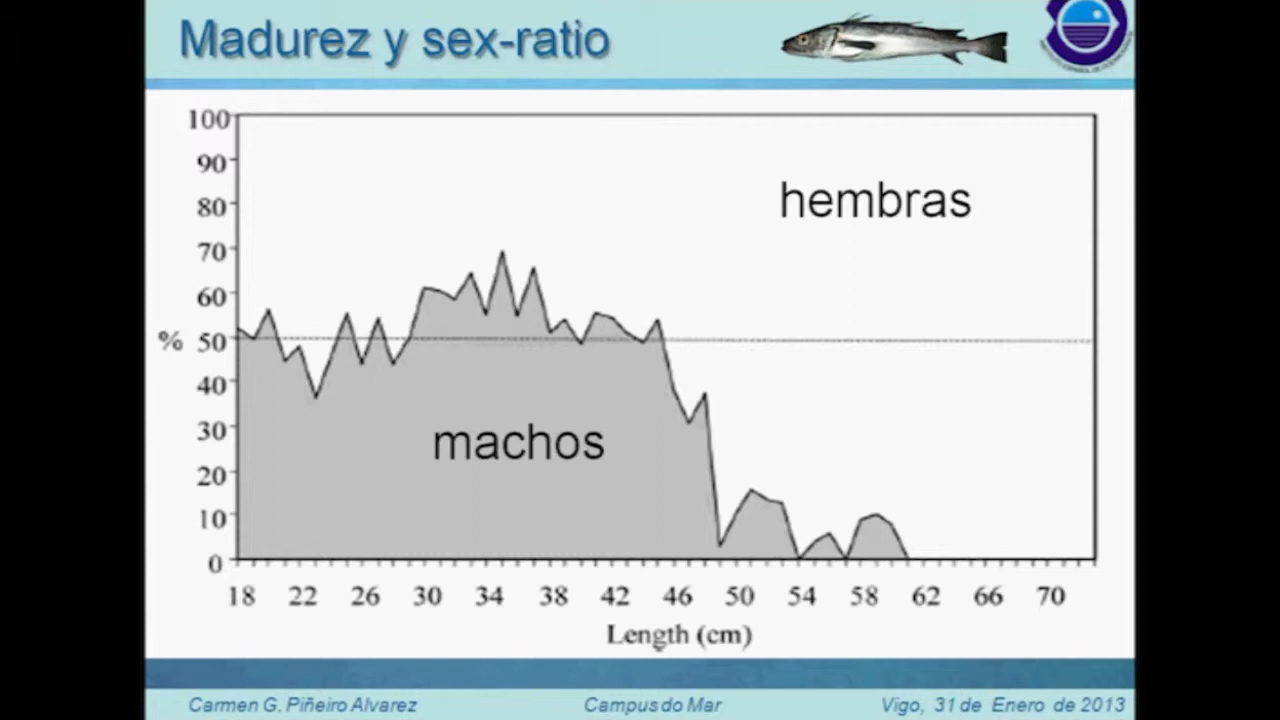 Madurez y sex-ratio
100
90
80
70
60
% 50
40
30
20
10
0
hembras
machos
18 22 26 30 34 38 42 46 50 54 58 62 66 70
Length (cm)
Carmen G. Piñeiro Alvarez Campus do Mar Vigo, 31 de Enero de 2013